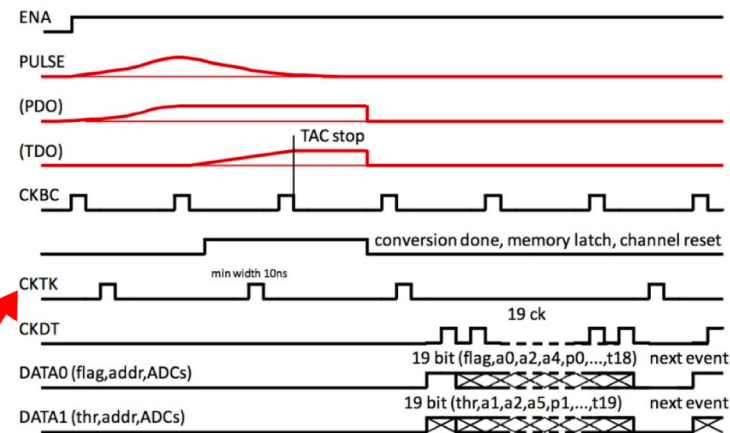 ENA
PULSE
(PDO)
TAC stop
(TDO)
CKBC
conversion done, memory latch, channel reset
min width 10ns
CKTK
19 ck
CKDT
19 bit (flag,a0,a2,a4,p0,...,t18) next event
DATA0 (flag,addr,ADCs)
19 bit (thr,a1,a2,a5,p1,...,t19) next event
DATA1 (thr,addr,ADCs)